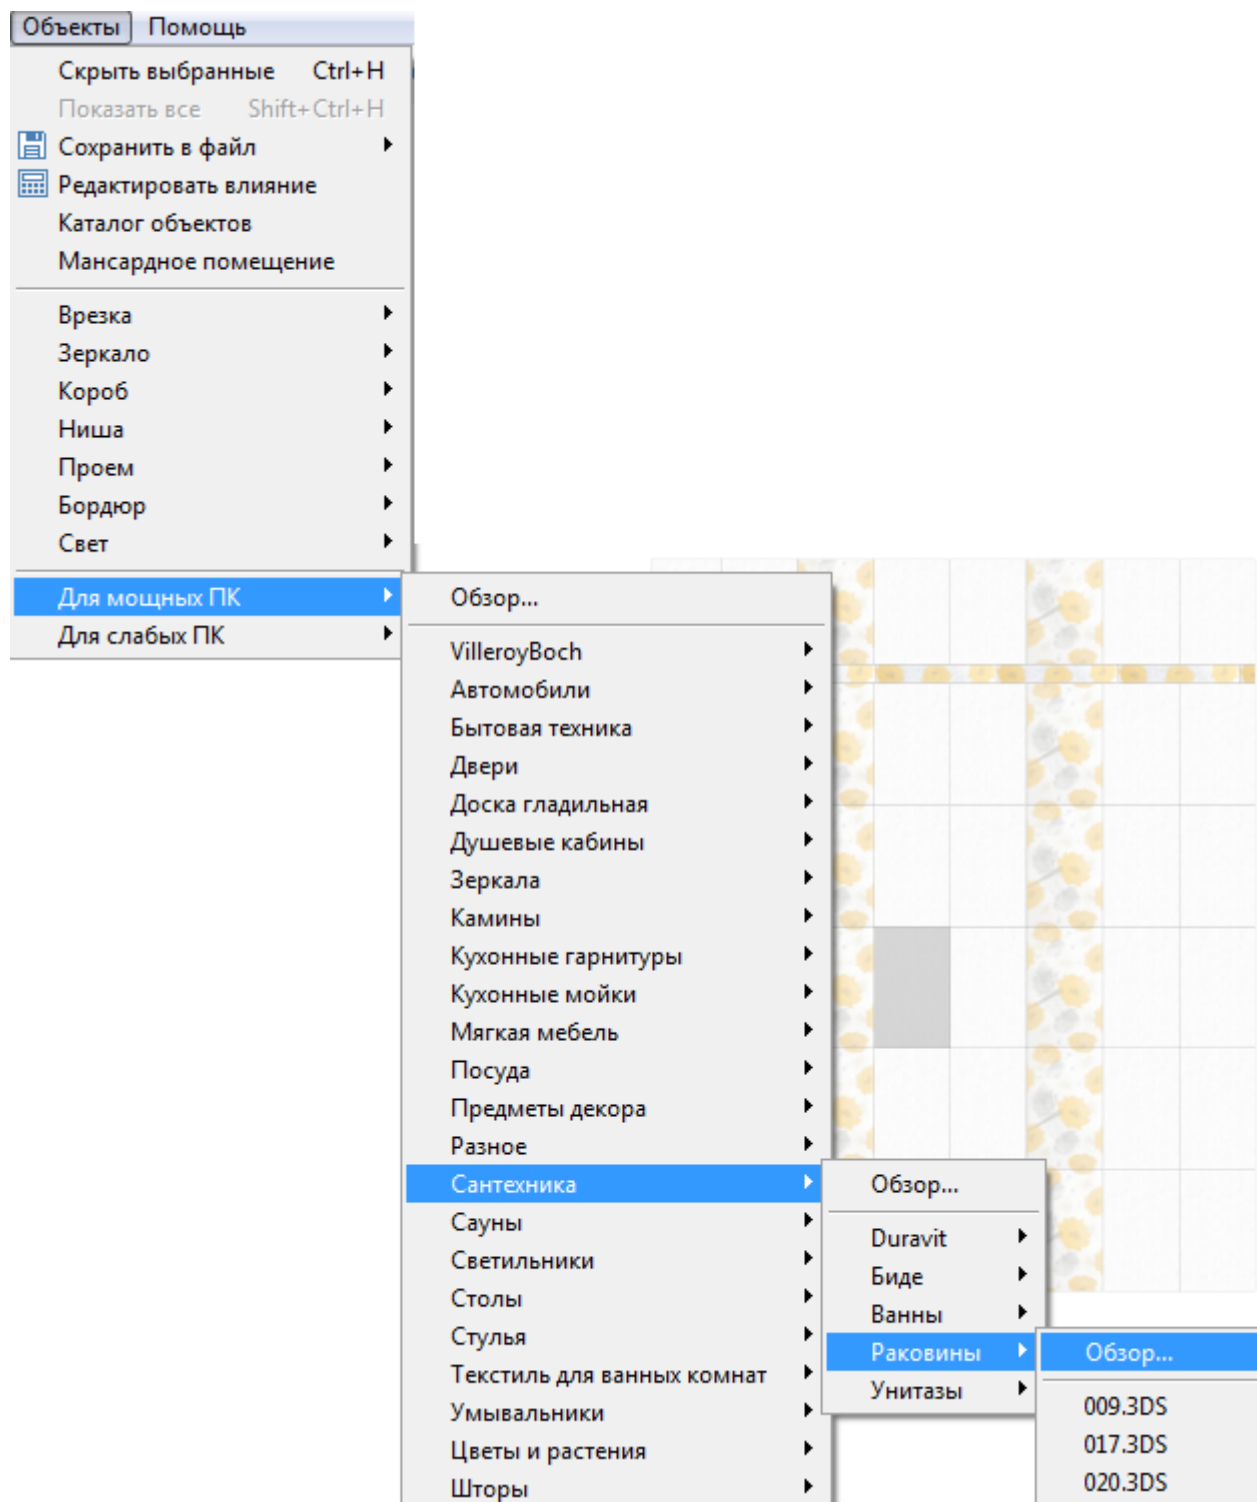 Объекты Помощь
Скрыть выбранные Ctrl+H
Показать все Shift+Ctrl+H
Сохранить в файл
Редактировать влияние
Каталог объектов
Мансардное помещение
Врезка
Зеркало
Короб
Ниша
Проем
Бордюр
Свет
Для мощных ПК
Для слабых ПК
Обзор...
VilleroyBoch
Автомобили
Бытовая техника
Двери
Доска гладильная
Душевые кабины
Зеркала
Камины
Кухонные гарнитуры
Кухонные мойки
Мягкая мебель
Посуда
Предметы декора
Разное
Сантехника
Сауны
Светильники
Столы
Стулья
Текстиль для ванных комнат
Умывальники
Цветы и растения
Шторы
Обзор...
Duravit
Биде
Ванны
Раковины
Унитазы
Обзор...
009.3DS
017.3DS
020.3DS